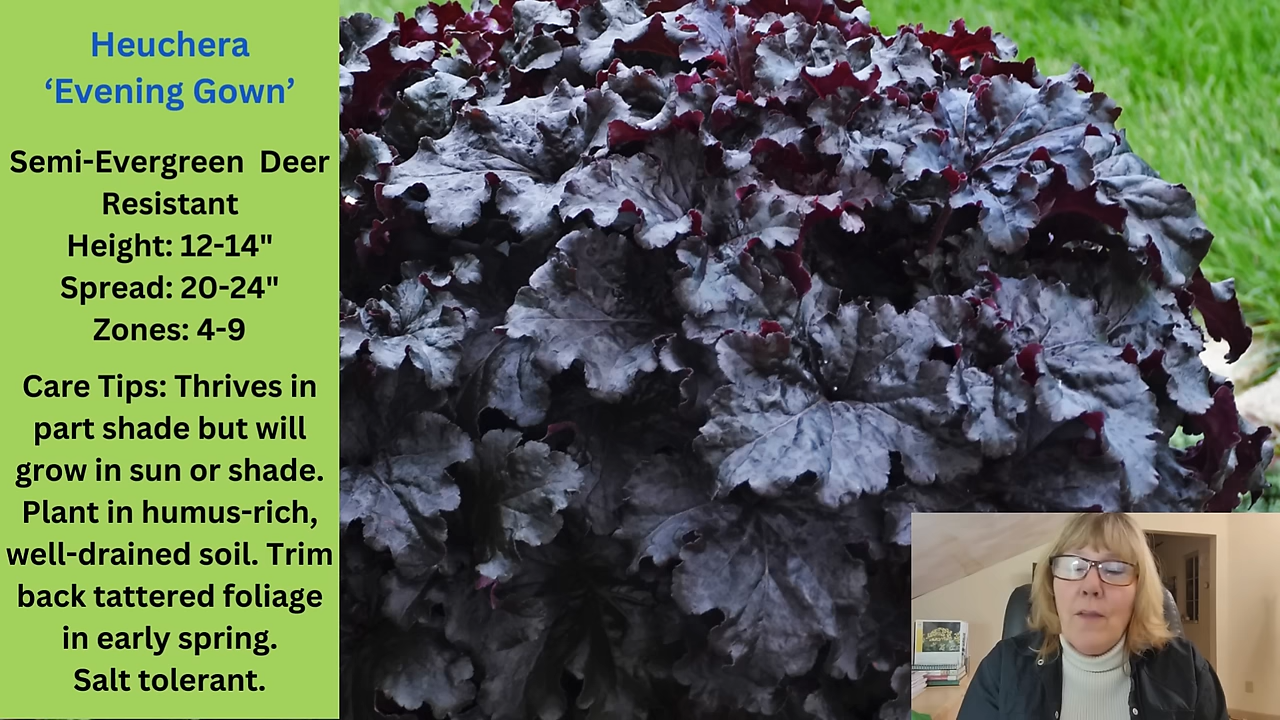 Heuchera
‘Evening Gown’
Semi-Evergreen Deer
Resistant
Height: 12-14"
Spread: 20-24"
Zones: 4-9
Care Tips: Thrives in
part shade but will
grow in sun or shade.
Plant in humus-rich,
well-drained soil. Trim
back tattered foliage
in early spring.
Salt tolerant.